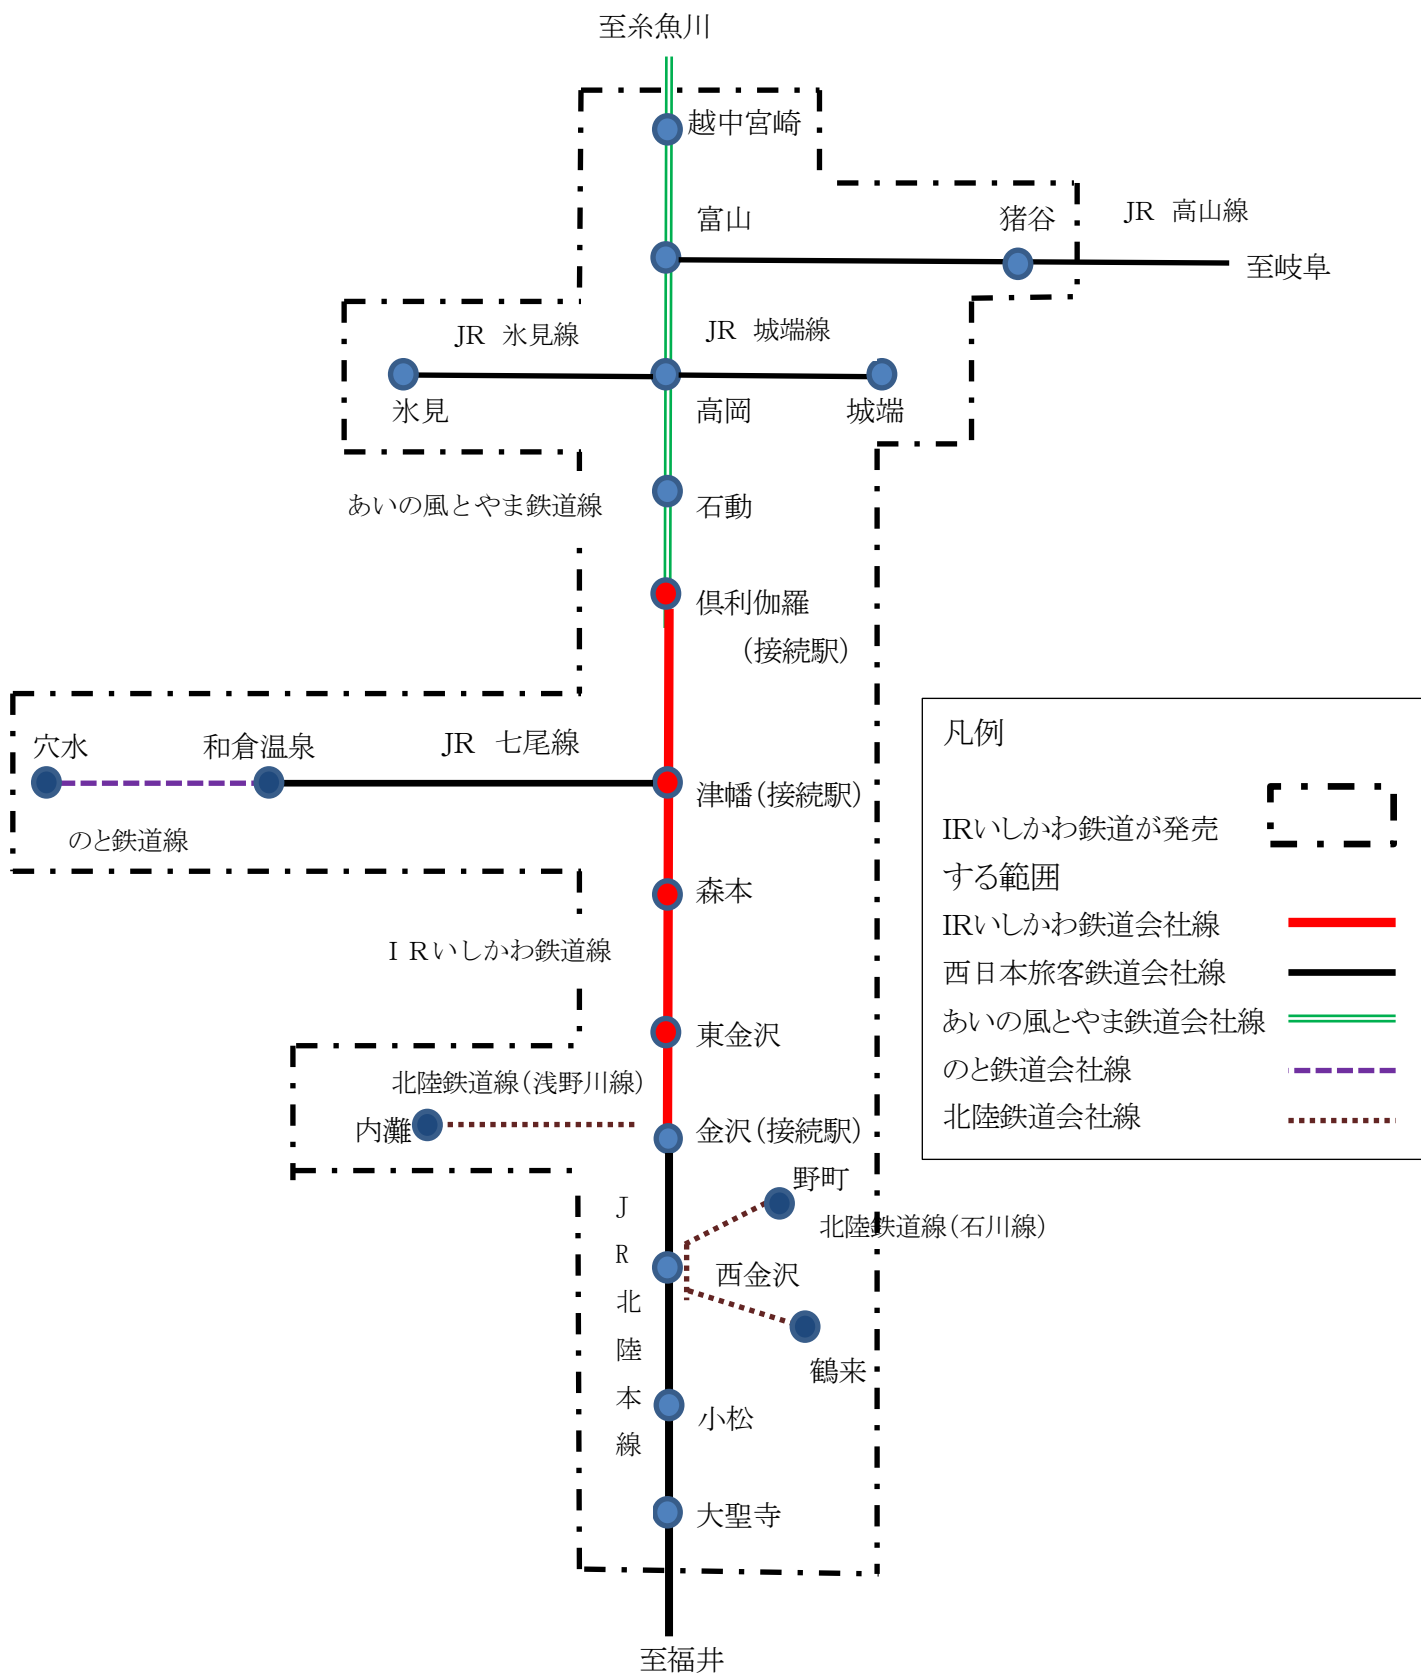 至糸魚川
越中宮崎
富山
猪谷
JR 高山線
至岐阜
JR 氷見線
JR 城端線
氷見
高岡
城端
あいの風とやま鉄道線
石動
倶利伽羅
(接続駅)
凡例
穴水
和倉温泉
JR 七尾線
津幡(接続駅)
IRいしかわ鉄道が発売
する範囲
のと鉄道線
森本
IRいしかわ鉄道会社線
ＩＲいしかわ鉄道線
西日本旅客鉄道会社線
あいの風とやま鉄道会社線
東金沢
のと鉄道会社線
北陸鉄道線(浅野川線)
北陸鉄道会社線
内灘
金沢(接続駅)
野町
北陸鉄道線(石川線)
J
R
北
陸
本
線
西金沢
鶴来
小松
大聖寺
至福井